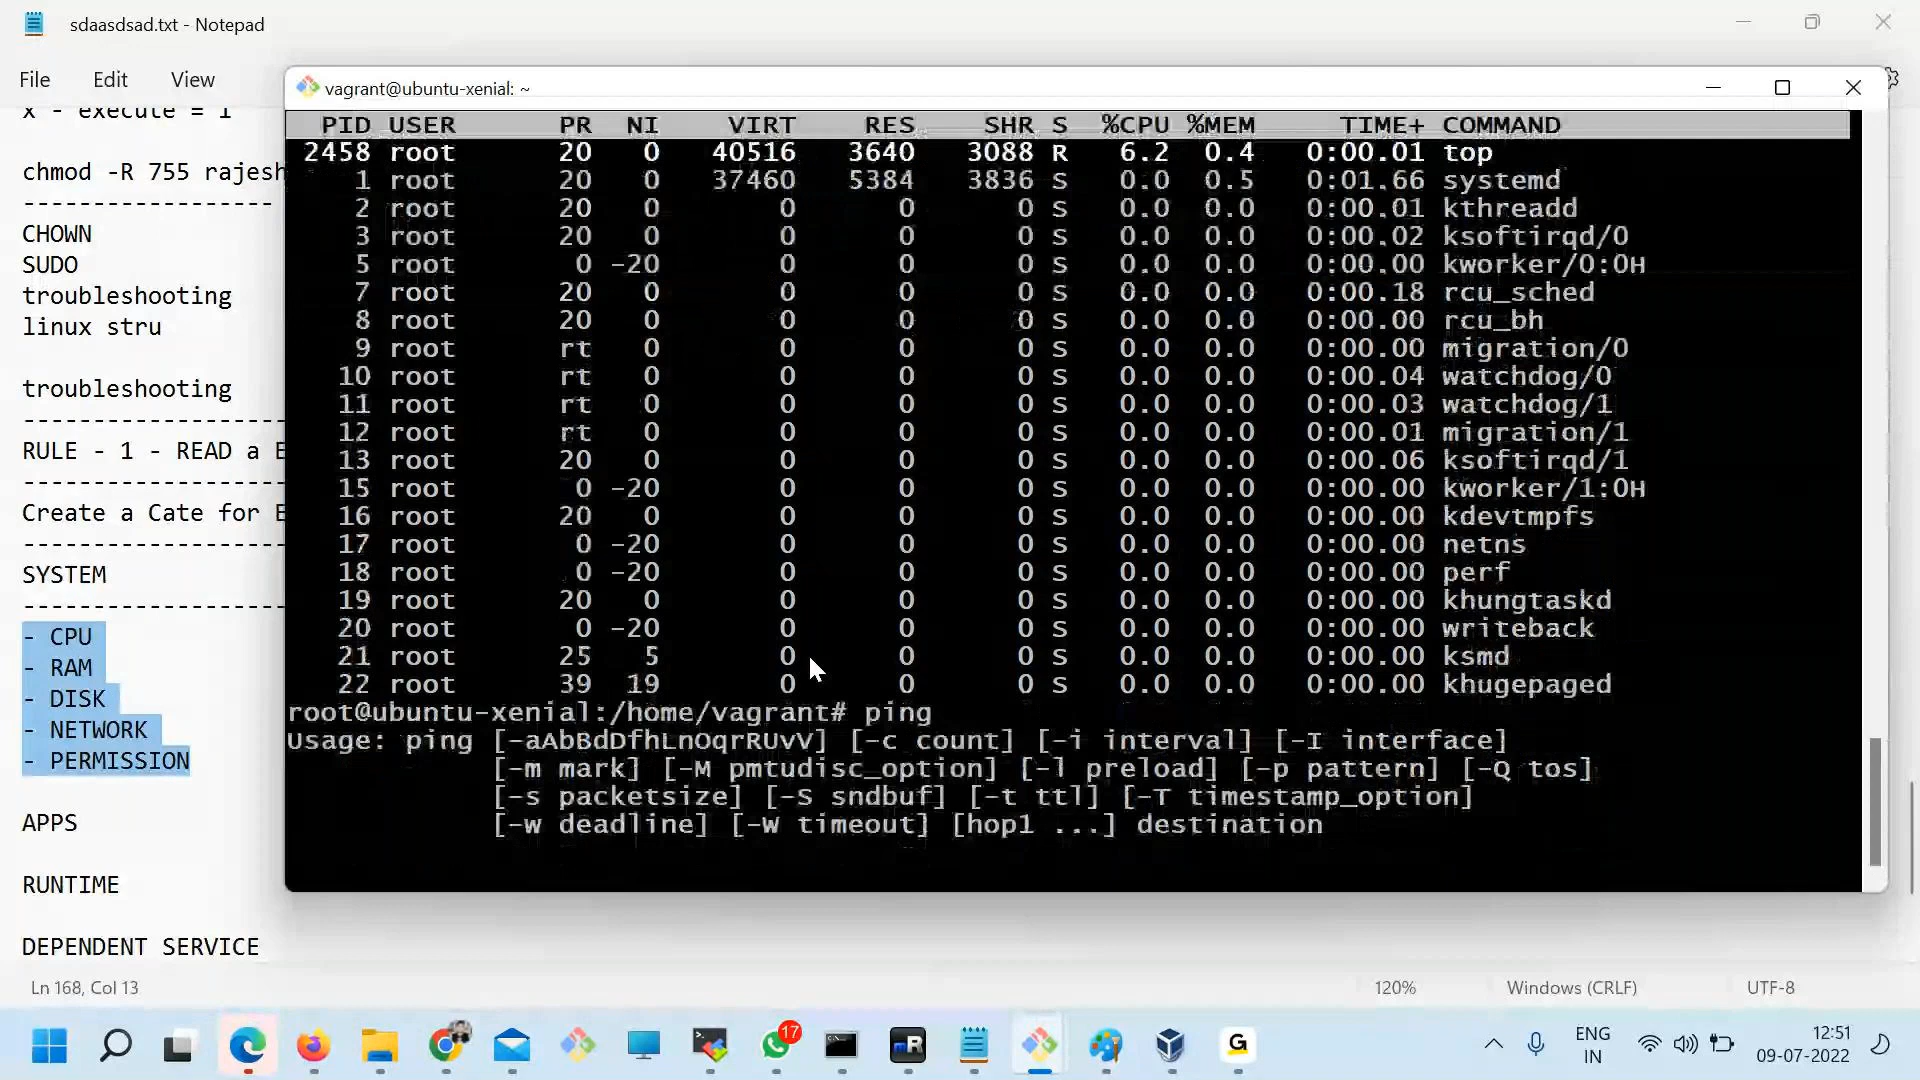 sdaasdsad.txt - Notepad
File Edit View
x - execute = 1
chmod -R 755 rajesh
------------------
CHOWN
SUDO
troubleshooting
linux stru
troubleshooting
-------------------
RULE - 1 - READ a E
-------------------
Create a Cate for E
-------------------
SYSTEM
-------------------
- CPU
- RAM
- DISK
- NETWORK
- PERMISSION
APPS
RUNTIME
DEPENDENT SERVICE
vagrant@ubuntu-xenial: ~
PID USER PR NI VIRT RES SHR S %CPU %MEM TIME+ COMMAND
2458 root 20 0 40516 3640 3088 R 6.2 0.4 0:00.01 top
1 root 20 0 37460 5384 3836 S 0.0 0.5 0:01.66 systemd
2 root 20 0 0 0 0 S 0.0 0.0 0:00.01 kthreadd
3 root 20 0 0 0 0 S 0.0 0.0 0:00.02 ksoftirqd/0
5 root 0 -20 0 0 0 S 0.0 0.0 0:00.00 kworker/0:0H
7 root 20 0 0 0 0 S 0.0 0.0 0:00.18 rcu_sched
8 root 20 0 0 0 0 S 0.0 0.0 0:00.00 rcu_bh
9 root rt 0 0 0 0 S 0.0 0.0 0:00.00 migration/0
10 root rt 0 0 0 0 S 0.0 0.0 0:00.04 watchdog/0
11 root rt 0 0 0 0 S 0.0 0.0 0:00.03 watchdog/1
12 root rt 0 0 0 0 S 0.0 0.0 0:00.01 migration/1
13 root 20 0 0 0 0 S 0.0 0.0 0:00.06 ksoftirqd/1
15 root 0 -20 0 0 0 S 0.0 0.0 0:00.00 kworker/1:0H
16 root 20 0 0 0 0 S 0.0 0.0 0:00.00 kdevtmpfs
17 root 0 -20 0 0 0 S 0.0 0.0 0:00.00 netns
18 root 0 -20 0 0 0 S 0.0 0.0 0:00.00 perf
19 root 20 0 0 0 0 S 0.0 0.0 0:00.00 khungtaskd
20 root 0 -20 0 0 0 S 0.0 0.0 0:00.00 writeback
21 root 25 5 0 0 0 S 0.0 0.0 0:00.00 ksmd
22 root 39 19 0 0 0 S 0.0 0.0 0:00.00 khugepaged
root@ubuntu-xenial:/home/vagrant# ping
Usage: ping [-aAbBdDfhLnOqrRUvV] [-c count] [-i interval] [-I interface]
[-m mark] [-M pmtudisc_option] [-l preload] [-p pattern] [-Q tos]
[-s packetsize] [-S sndbuf] [-t ttl] [-T timestamp_option]
[-w deadline] [-W timeout] [hop1 ...] destination
Ln 168, Col 13 120% Windows (CRLF) UTF-8
17
R
G
ENG
IN
12:51
09-07-2022